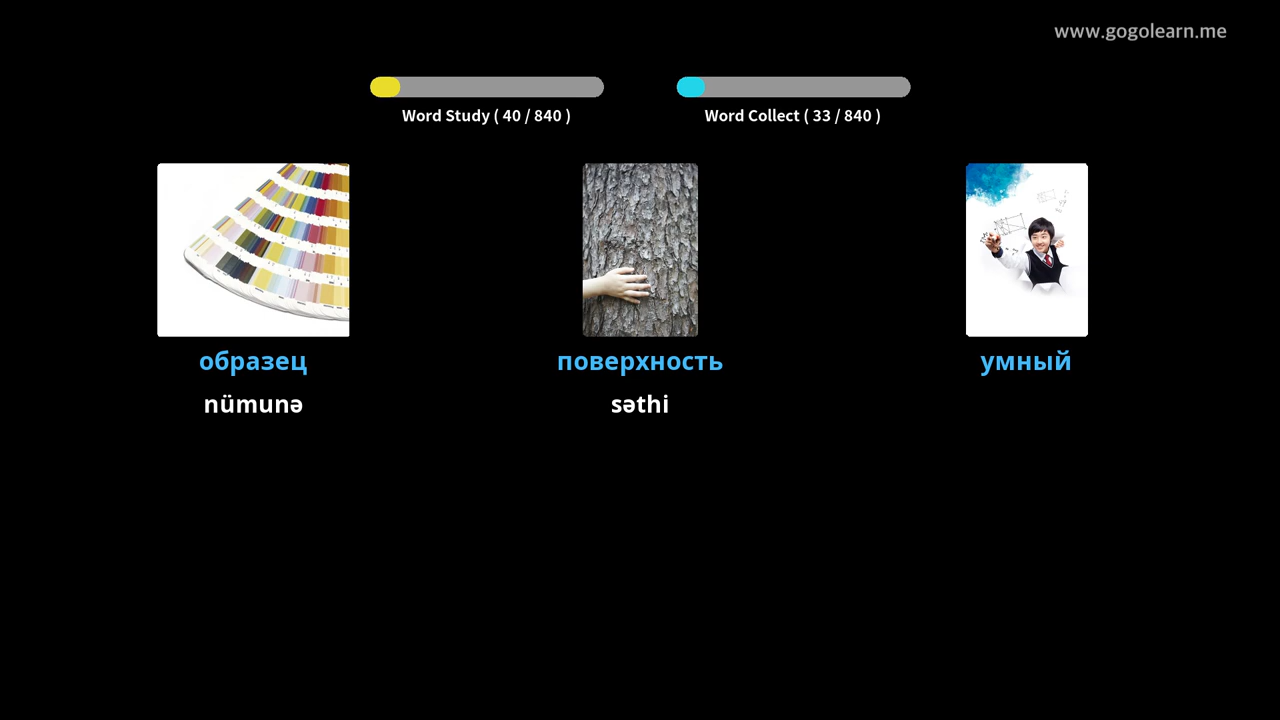 www.gogolearn.me
Word Study ( 40 / 840 )
Word Collect ( 33 / 840 )
образец
поверхность
умный
nümunə
səthi